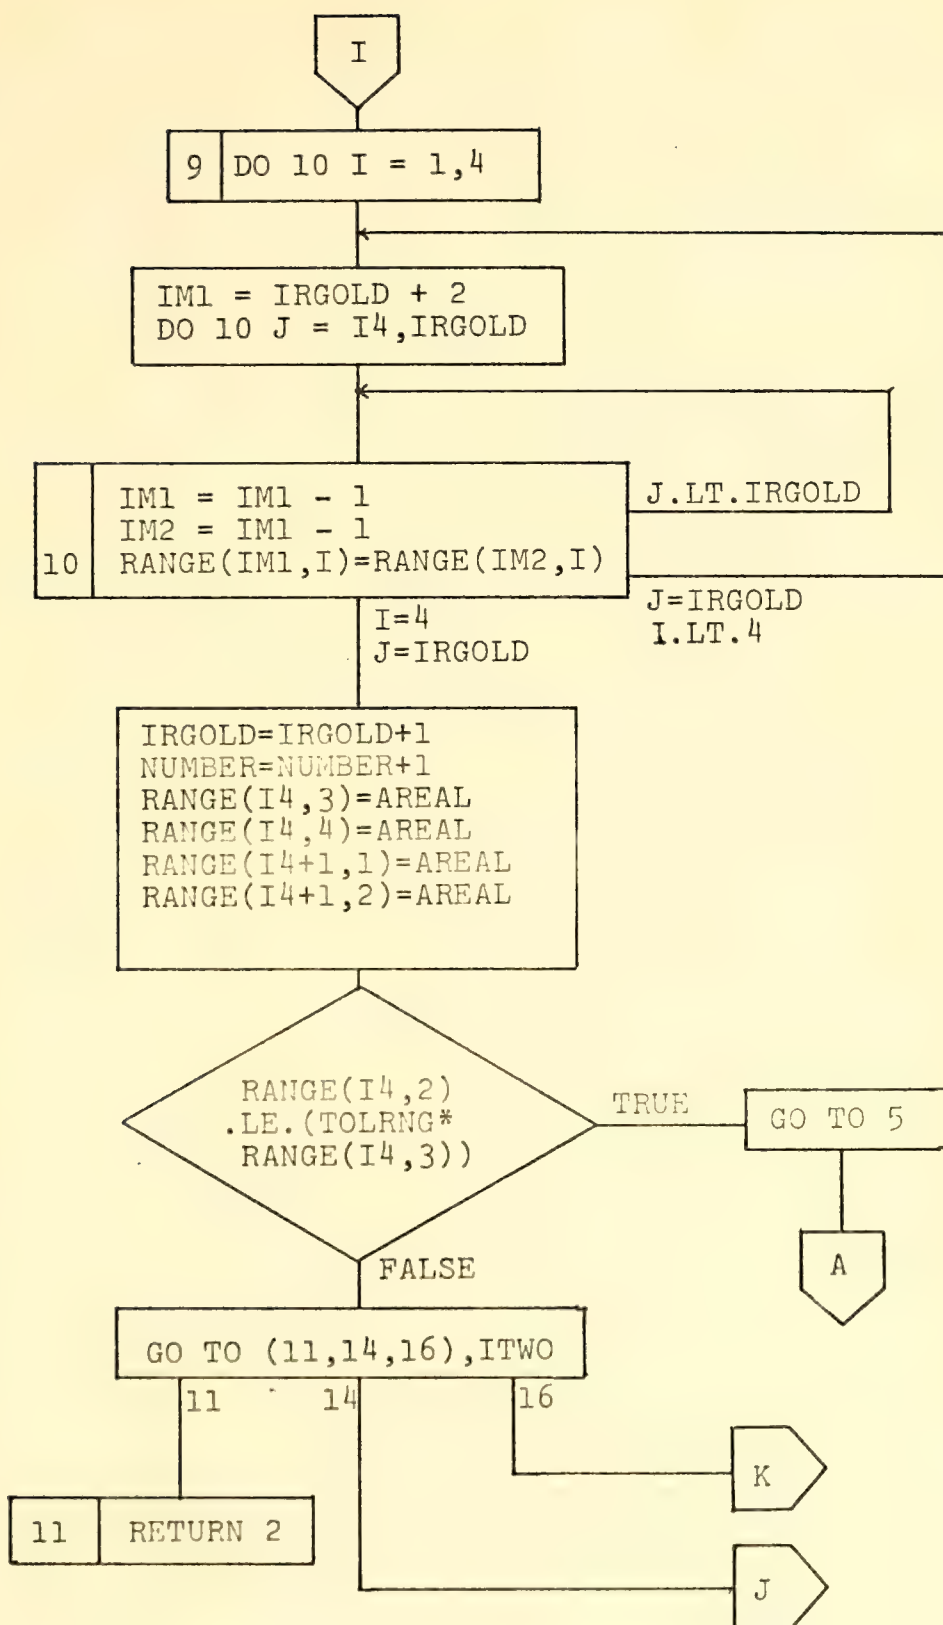 I
9 DO 10 I = 1,4
IM1 = IRGOLD + 2
DO 10 J = I4,IRGOLD
IM1 = IM1 - 1
IM2 = IM1 - 1
10 RANGE(IM1,I)=RANGE(IM2,I)
J.LT.IRGOLD
J=IRGOLD
I.LT.4
I=4
J=IRGOLD
IRGOLD=IRGOLD+1
NUMBER=NUMBER+1
RANGE(I4,3)=AREAL
RANGE(I4,4)=AREAL
RANGE(I4+1,1)=AREAL
RANGE(I4+1,2)=AREAL
RANGE(I4,2)
.LE.(TOLRNG*
RANGE(I4,3))
TRUE
GO TO 5
A
FALSE
GO TO (11,14,16),ITWO
11 14 16
K
11 RETURN 2
J